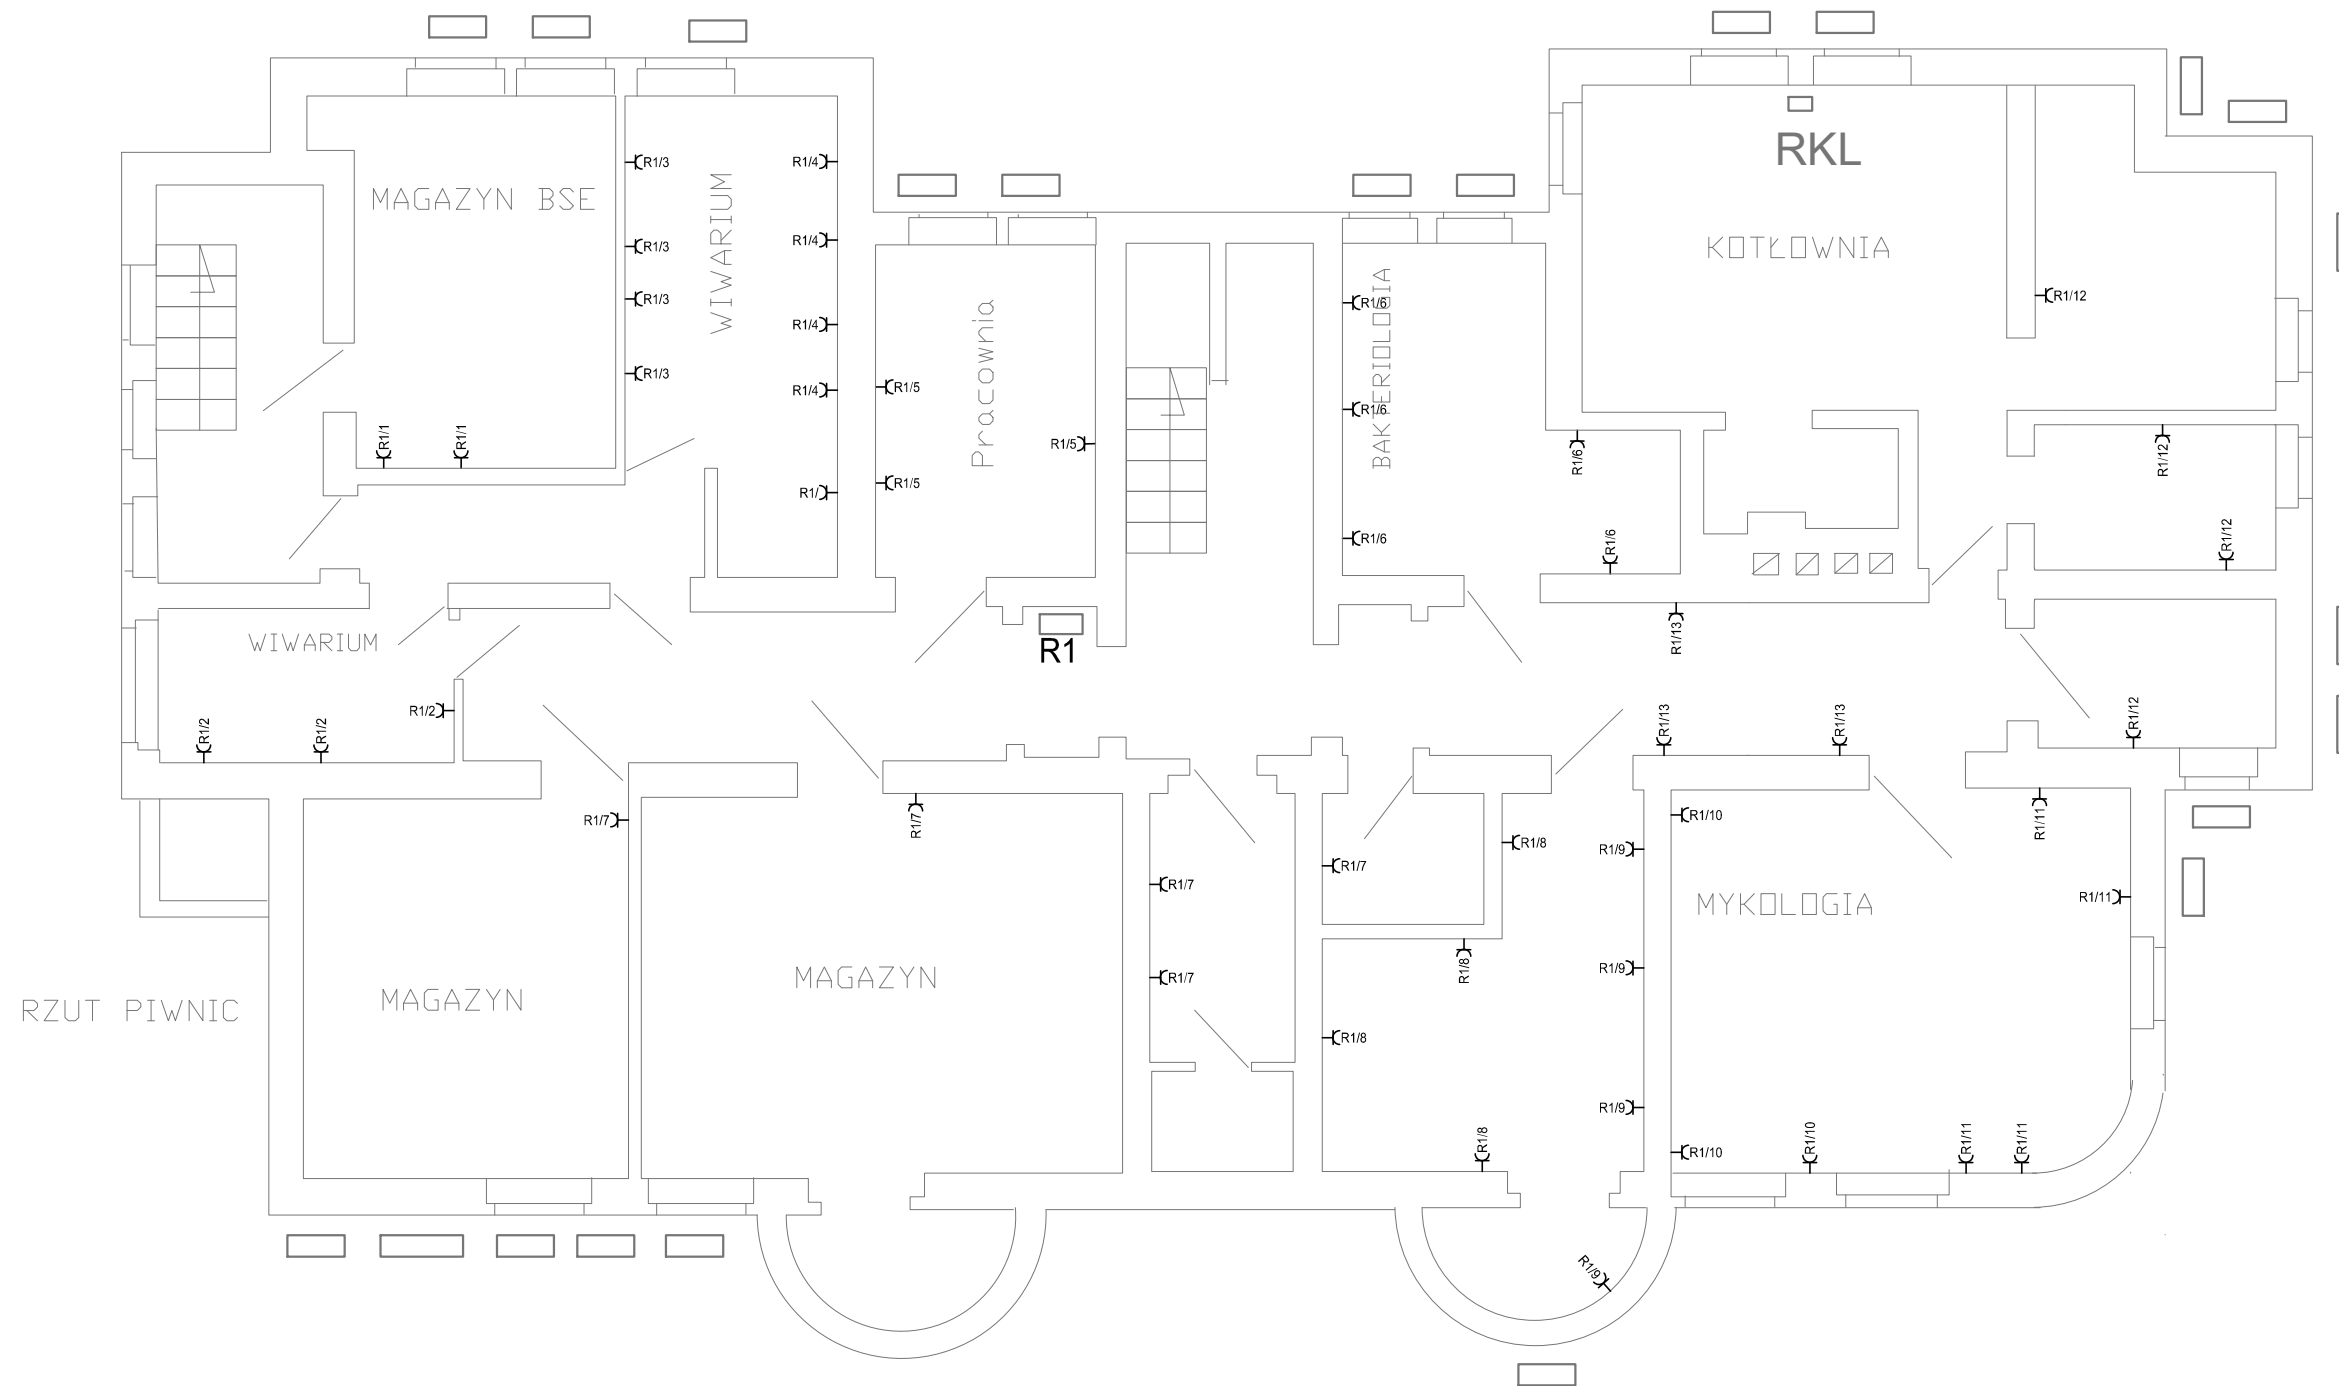 RKL
R1/3
R1/4
MAGAZYN BSE
WIWARIUM
R1/4
R1/3
KOTŁOWNIA
R1/3
R1/12
R1/6
R1/4
Pracownia
BAKTERIOLOGIA
R1/3
R1/5
R1/4
R1/6
R1/1
R1/1
R1/5
R1/6
R1/12
R1/5
R1/
R1/6
R1/6
R1/12
WIWARIUM
R1
R1/13
R1/2
R1/2
R1/2
R1/13
R1/13
R1/12
R1/7
R1/7
R1/10
R1/11
R1/8
R1/9
R1/7
R1/7
R1/11
MYKOLOGIA
R1/7
R1/8
R1/9
MAGAZYN
MAGAZYN
RZUT PIWNIC
R1/8
R1/9
R1/8
R1/10
R1/10
R1/11
R1/11
R1/9